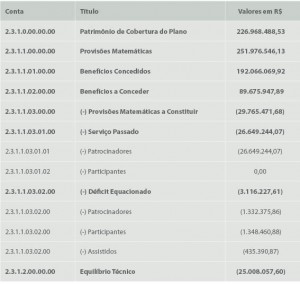 Conta Título Valores em R$
2.3.1.0.00.00.00 Patrimônio de Cobertura do Plano 226.968.488,53
2.3.1.1.00.00.00 Provisões Matemáticas 251.976.546,13
2.3.1.1.01.00.00 Benefícios Concedidos 192.066.069,92
2.3.1.1.02.00.00 Benefícios a Conceder 89.675.947,89
2.3.1.1.03.00.00 (-) Provisões Matemáticas a Constituir (29.765.471,68)
2.3.1.1.03.01.00 (-) Serviço Passado (26.649.244,07)
2.3.1.1.03.01.01 (-) Patrocinadores (26.649.244,07)
2.3.1.1.03.01.02 (-) Participantes 0,00
2.3.1.1.03.02.00 (-) Déficit Equacionado (3.116.227,61)
2.3.1.1.03.02.00 (-) Patrocinadores (1.332.375,86)
2.3.1.1.03.02.00 (-) Participantes (1.348.460,88)
2.3.1.1.03.02.00 (-) Assistidos (435.390,87)
2.3.1.2.00.00.00 Equilíbrio Técnico (25.008.057,60)